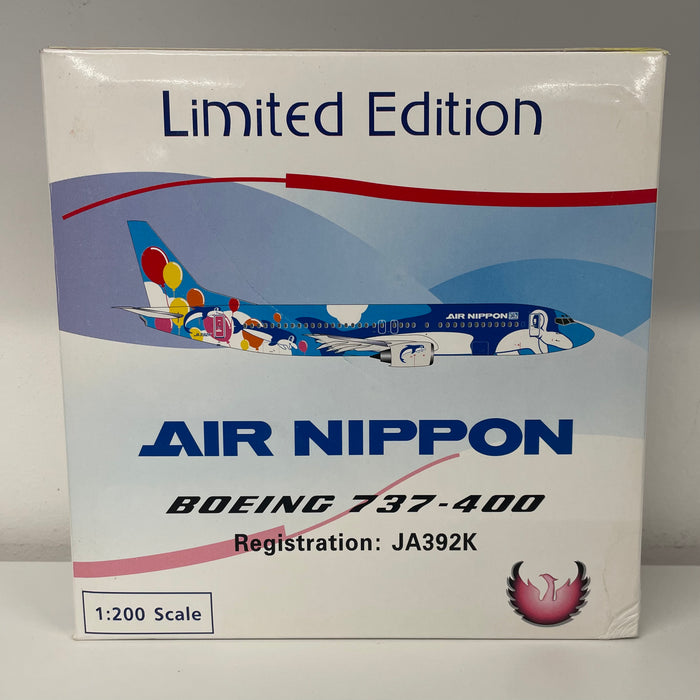 Limited Edition
AIR NIPPON
AIR NIPPON
BOEING 737-400
Registration: JA392K
1:200 Scale